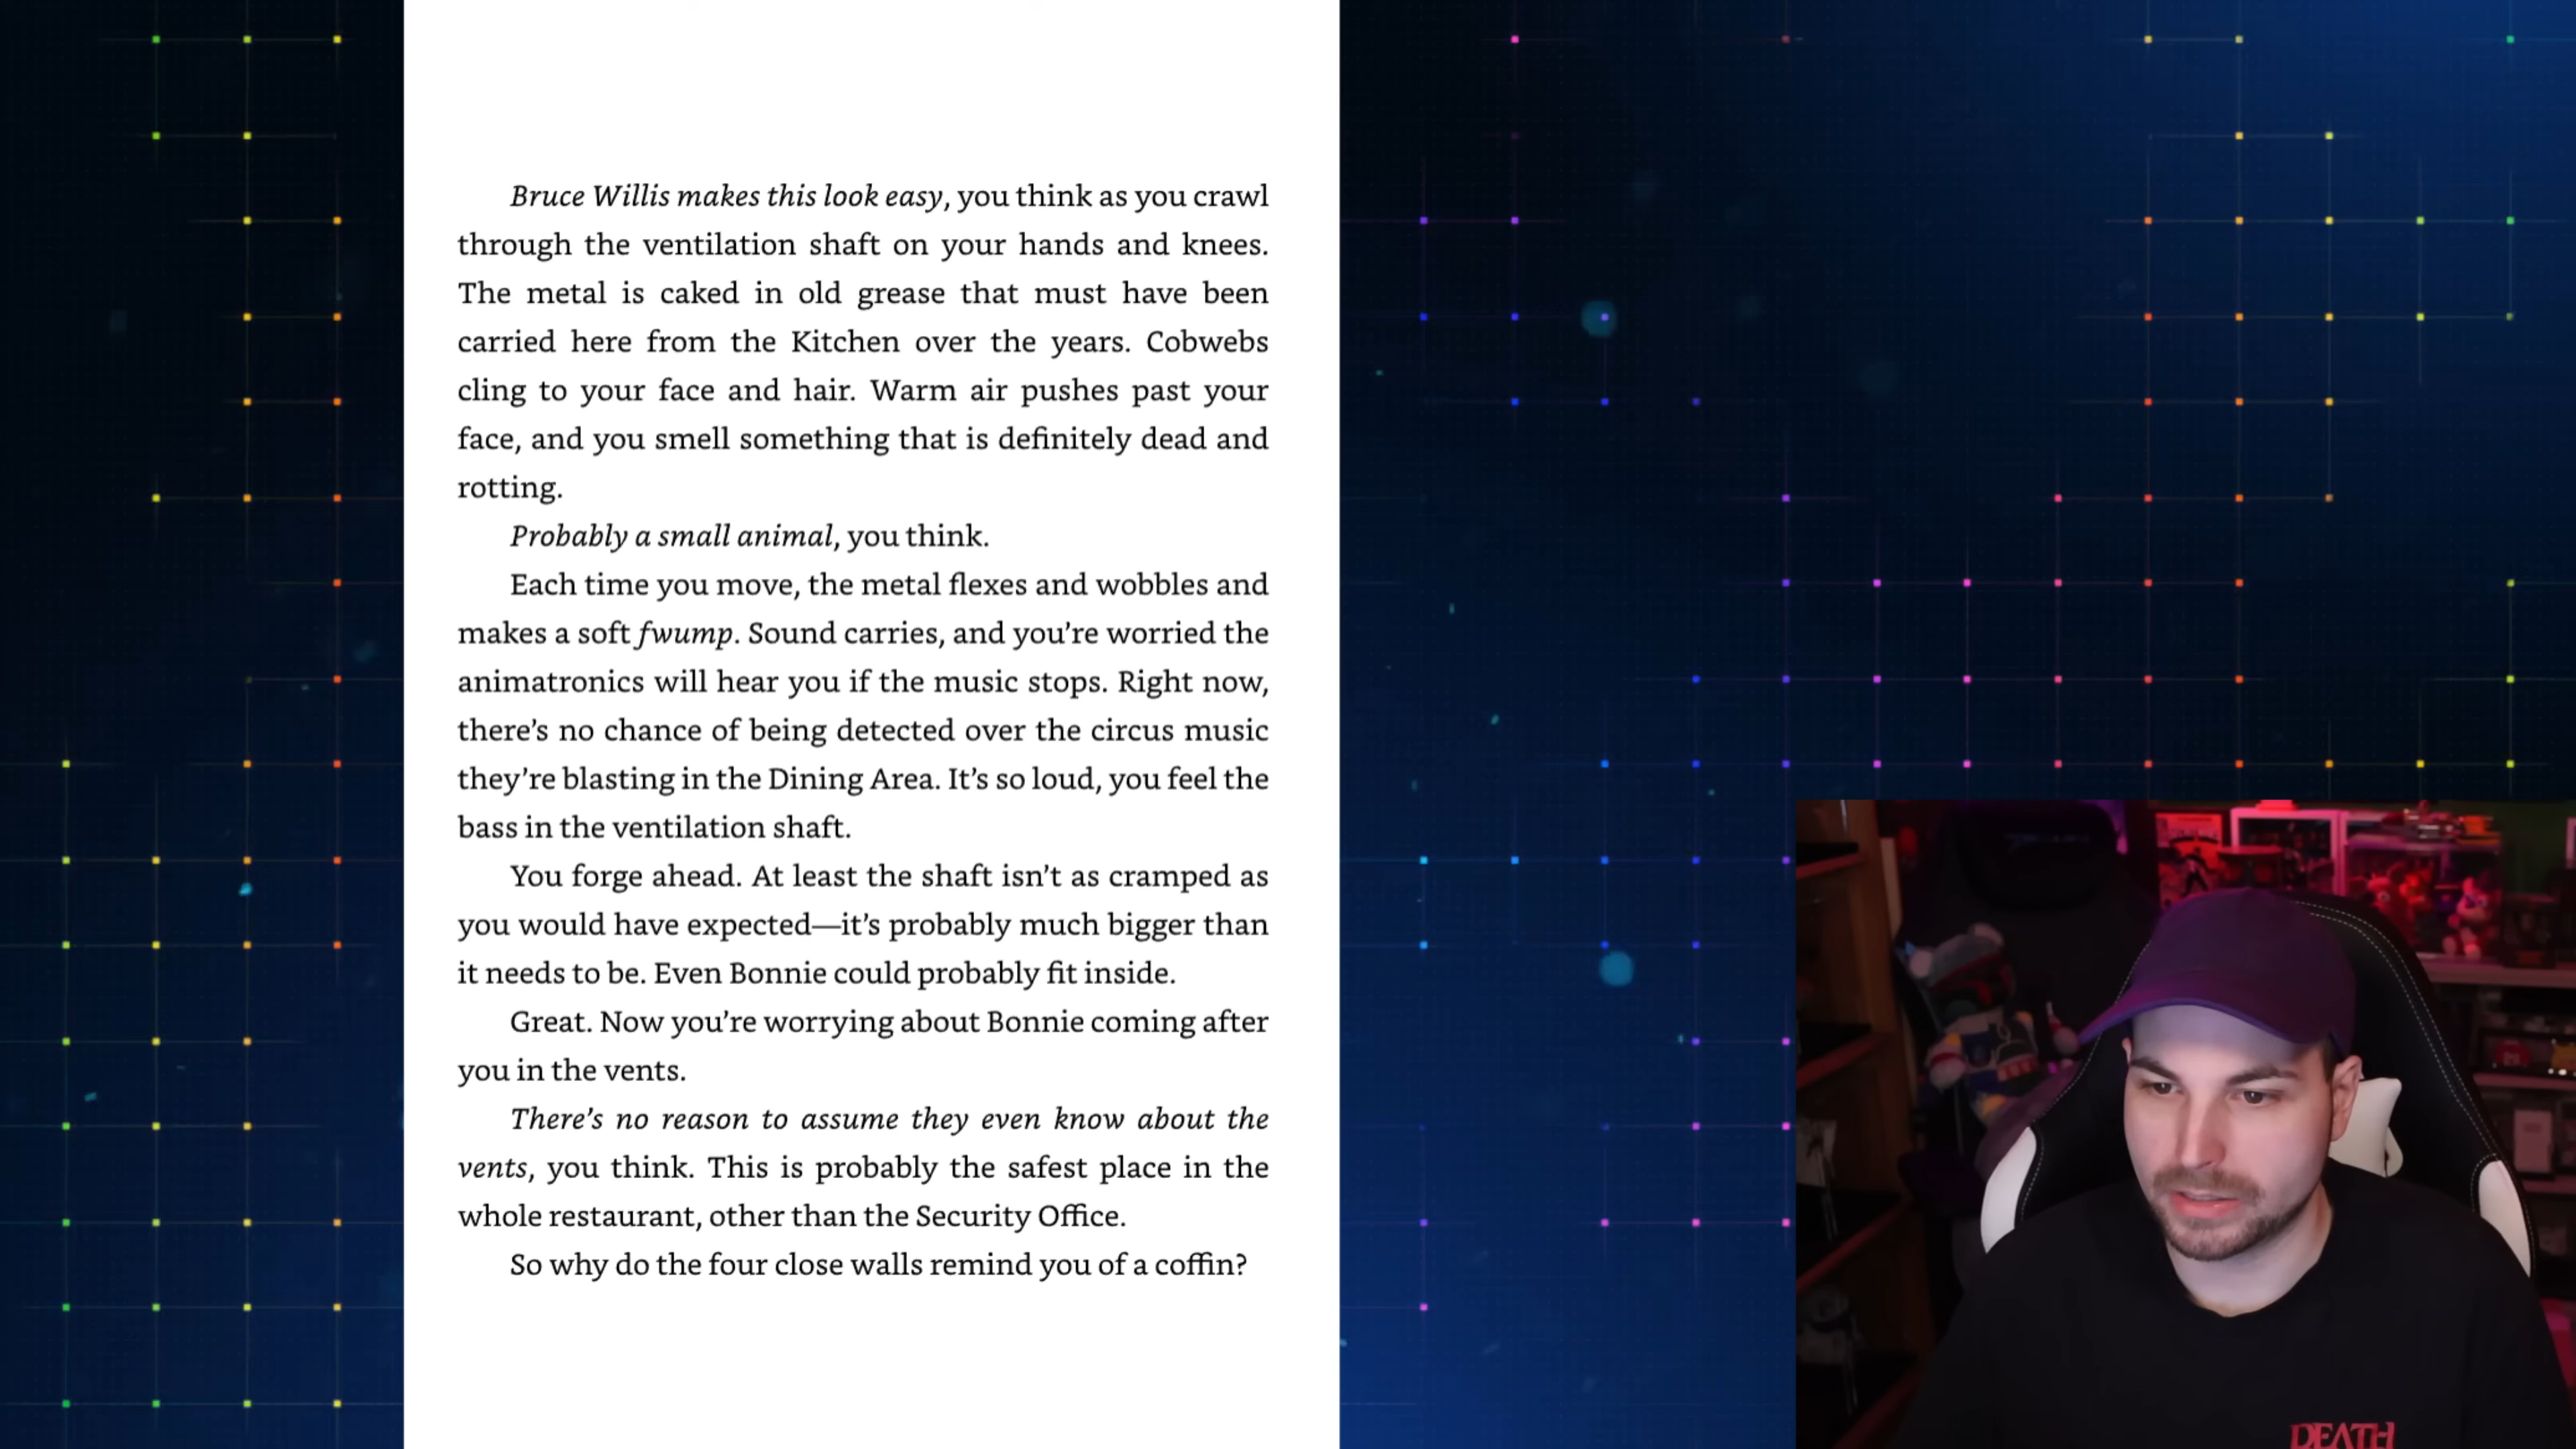 Bruce Willis makes this look easy, you think as you crawl
through the ventilation shaft on your hands and knees.
The metal is caked in old grease that must have been
carried here from the Kitchen over the years. Cobwebs
cling to your face and hair. Warm air pushes past your
face, and you smell something that is definitely dead and
rotting.
Probably a small animal, you think.
Each time you move, the metal flexes and wobbles and
makes a soft fwump. Sound carries, and you’re worried the
animatronics will hear you if the music stops. Right now,
there’s no chance of being detected over the circus music
they’re blasting in the Dining Area. It’s so loud, you feel the
bass in the ventilation shaft.
You forge ahead. At least the shaft isn’t as cramped as
you would have expected—it’s probably much bigger than
it needs to be. Even Bonnie could probably fit inside.
Great. Now you’re worrying about Bonnie coming after
you in the vents.
There’s no reason to assume they even know about the
vents, you think. This is probably the safest place in the
whole restaurant, other than the Security Office.
So why do the four close walls remind you of a coffin?
DEATH